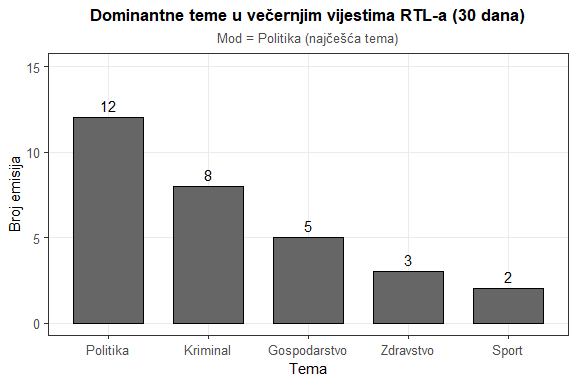 Dominantne teme u večernjim vijestima RTL-a (30 dana)
Mod = Politika (najčešća tema)
Broj emisija
15
10
5
0
12
8
5
3
2
Politika
Kriminal
Gospodarstvo
Zdravstvo
Sport
Tema